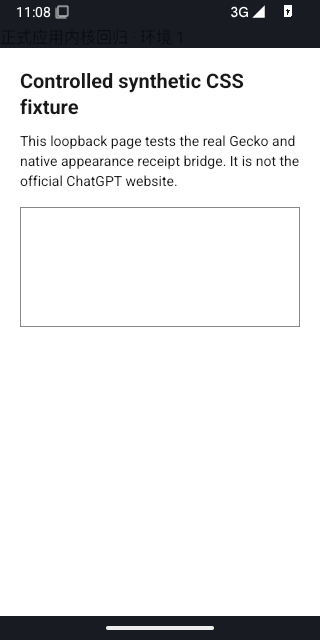 11:08
3G
正式应用内核回归 · 环境 1
Controlled synthetic CSS
fixture
This loopback page tests the real Gecko and
native appearance receipt bridge. It is not the
official ChatGPT website.